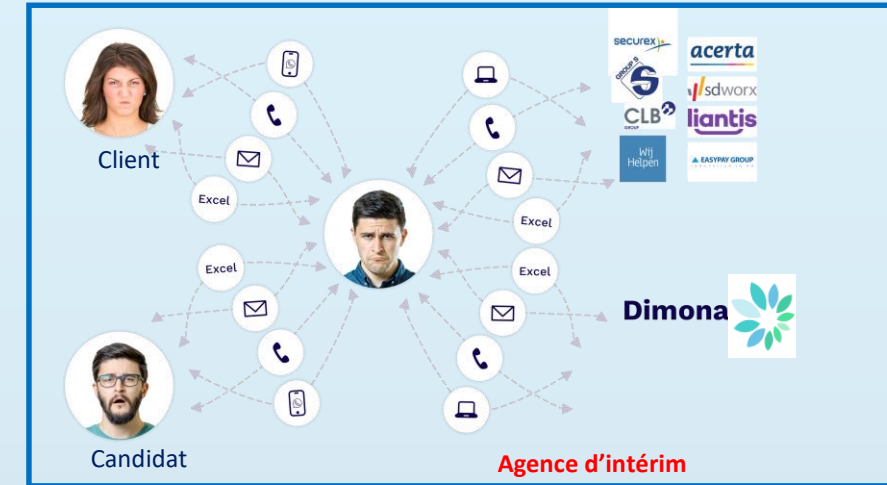 Client
Excel
Excel
Candidat
securex
acerta
GROUP S
S
sdworx
CLB
GROUP
liantis
Wij
Helpen
EASYPAY GROUP
Excel
Excel
Dimona
Agence d'intérim